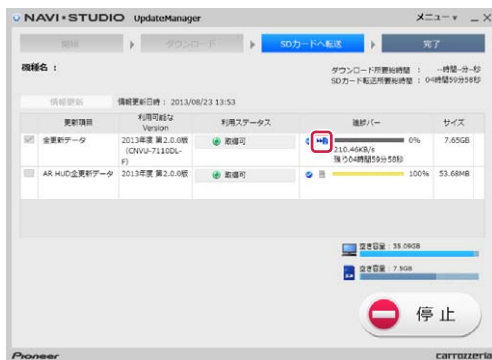 NAVI*STUDIO UpdateManager
メニュー
開始
ダウンロード
SDカードへ転送
完了
機種名 :
ダウンロード所要総時間 : --時間-分-秒
SDカード転送所要総時間 : 04時間59分58秒
情報更新
情報更新日時 : 2013/08/23 13:53
更新項目
利用可能な
Version
利用ステータス
進捗バー
サイズ
全更新データ
2013年度 第2.0.0版
(CNVU-7110DL-
F)
取得可
0%
210.46KB/s
残り04時間59分58秒
7.65GB
AR HUD全更新データ
2013年度 第2.0.0版
取得可
100%
53.68MB
空き容量 : 35.09GB
空き容量 : 7.5GB
停止
Pioneer
carrozzeria